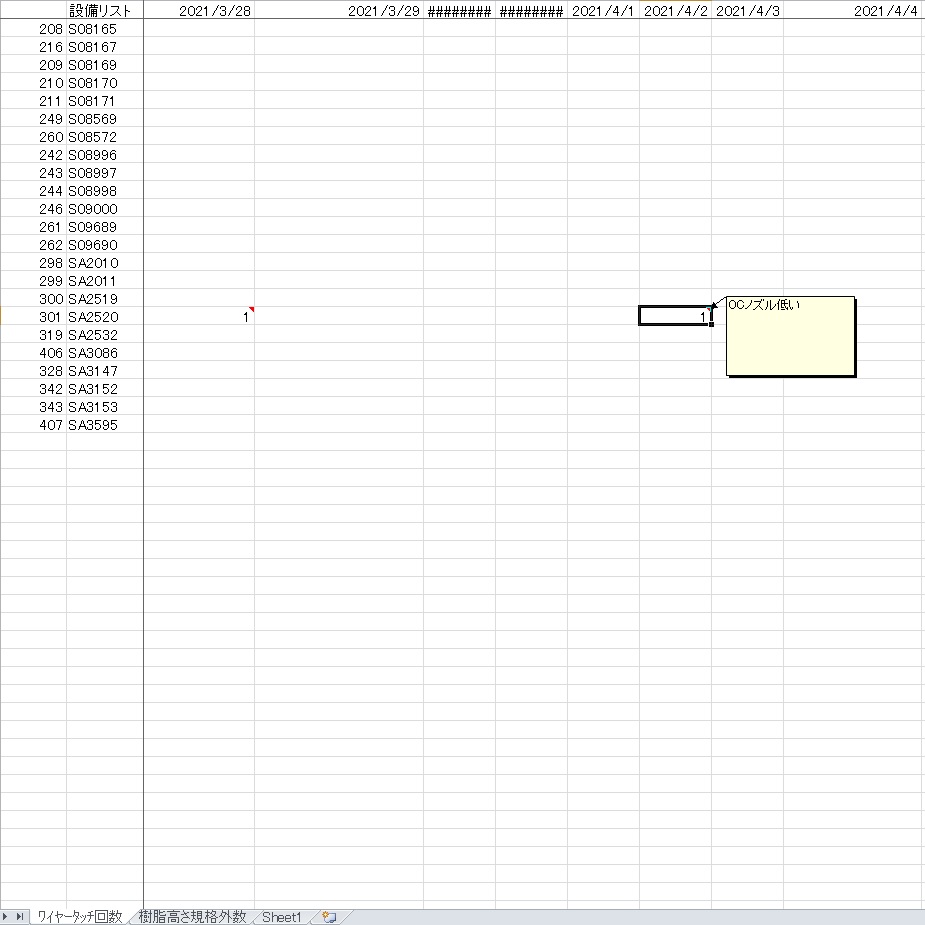 設備リスト 2021/3/28 2021/3/29 ######## ######## 2021/4/1 2021/4/2 2021/4/3 2021/4/4
208 S08165
216 S08167
209 S08169
210 S08170
211 S08171
249 S08569
260 S08572
242 S08996
243 S08997
244 S08998
246 S09000
261 S09689
262 S09690
298 SA2010
299 SA2011
300 SA2519
OCノズル低い
301 SA2520 1 1
319 SA2532
406 SA3086
328 SA3147
342 SA3152
343 SA3153
407 SA3595
ワイヤータッチ回数 樹脂高さ規格外数 Sheet1